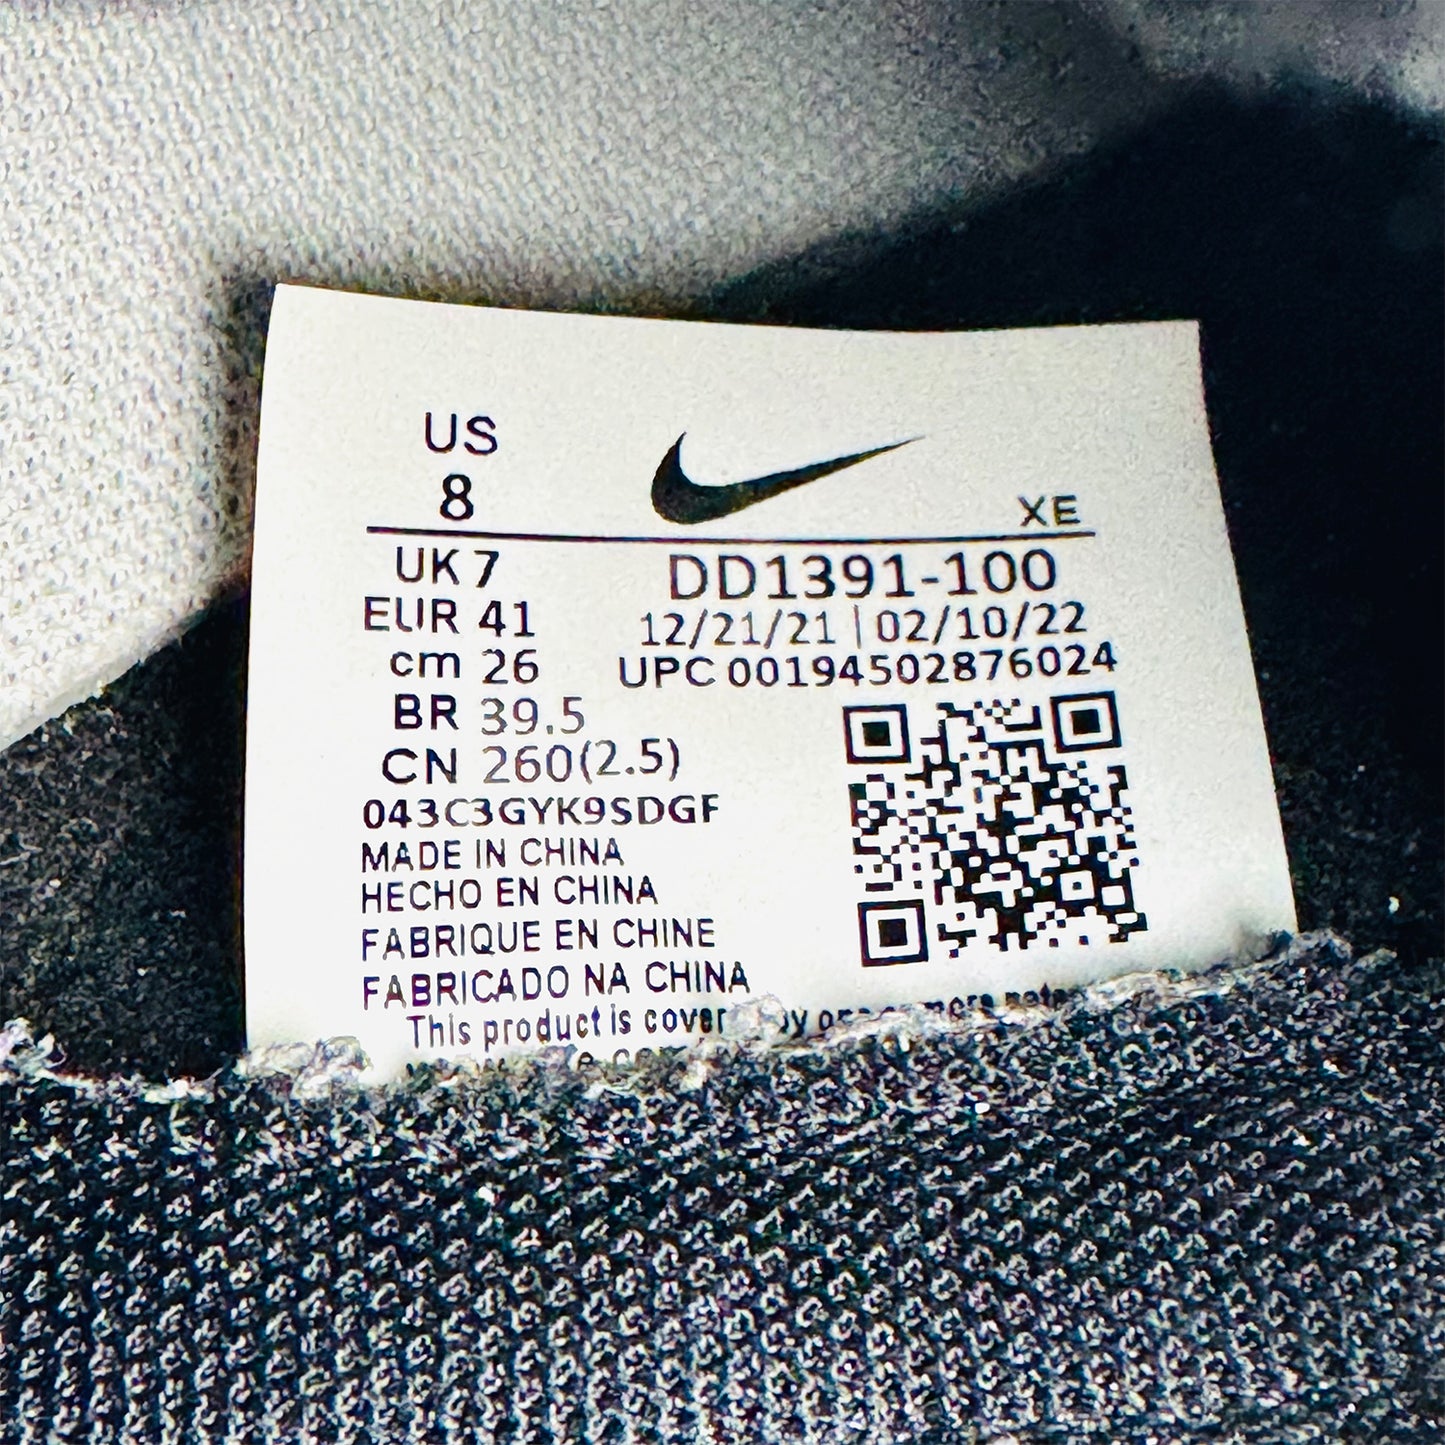 US
8
XE
UK 7
EUR 41
cm 26
BR 39.5
CN 260(2.5)
DD1391-100
12/21/21 | 02/10/22
UPC 00194502876024
043C3GYK9SDGF
MADE IN CHINA
HECHO EN CHINA
FABRIQUE EN CHINE
FABRICADO NA CHINA
This product is by more